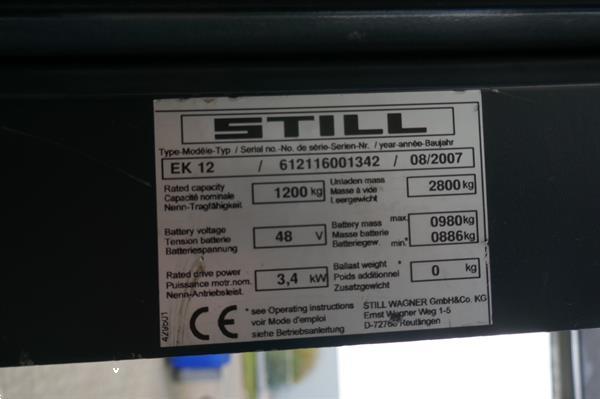 STILL
Type-Modèle-Typ / Serial no.-No. de série-Serien-Nr. / year-année-Baujahr
EK 12 / 612116001342 / 08/2007
Rated capacity
Capacité nominale
Nenn-Tragfähigkeit
1200 kg
Unladen mass
Masse à vide
Leergewicht
2800 kg
Battery voltage
Tension batterie
Batteriespannung
48 V
Battery mass max.
Masse batterie
Batteriegew. min.*
0980 kg
0886 kg
Rated drive power
Puissance motr.nom.
Nenn-Antriebsleist.
3,4 kW
Ballast weight *
Poids additionnel
Zusatzgewicht
0 kg
429601
CE
* see Operating instructions
voir Mode d'emploi
siehe Betriebsanleitung
STILL WAGNER GmbH&Co. KG
Ernst Wagner Weg 1-5
Reutlingen